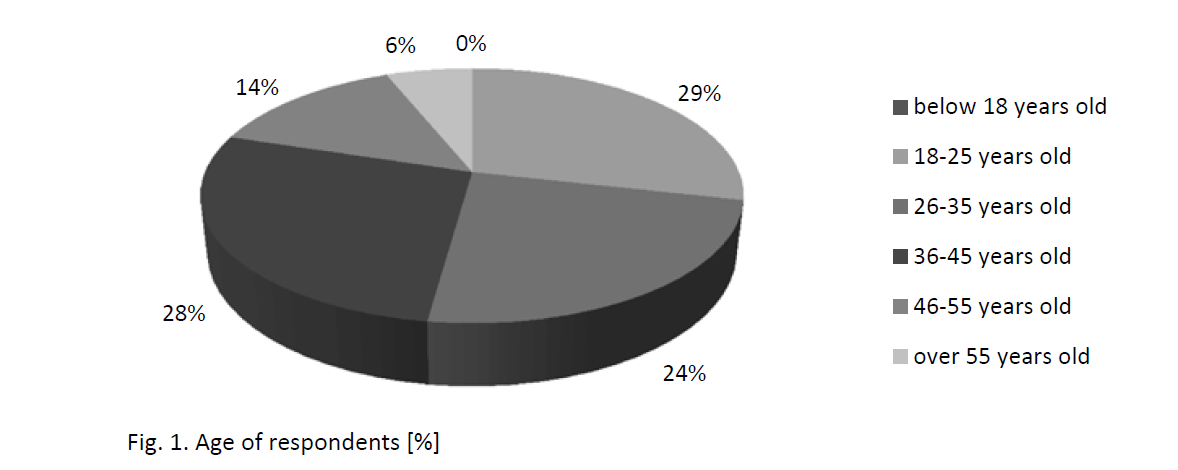 6%
0%
14%
29%
28%
24%
below 18 years old
18-25 years old
26-35 years old
36-45 years old
46-55 years old
over 55 years old
Fig. 1. Age of respondents [%]